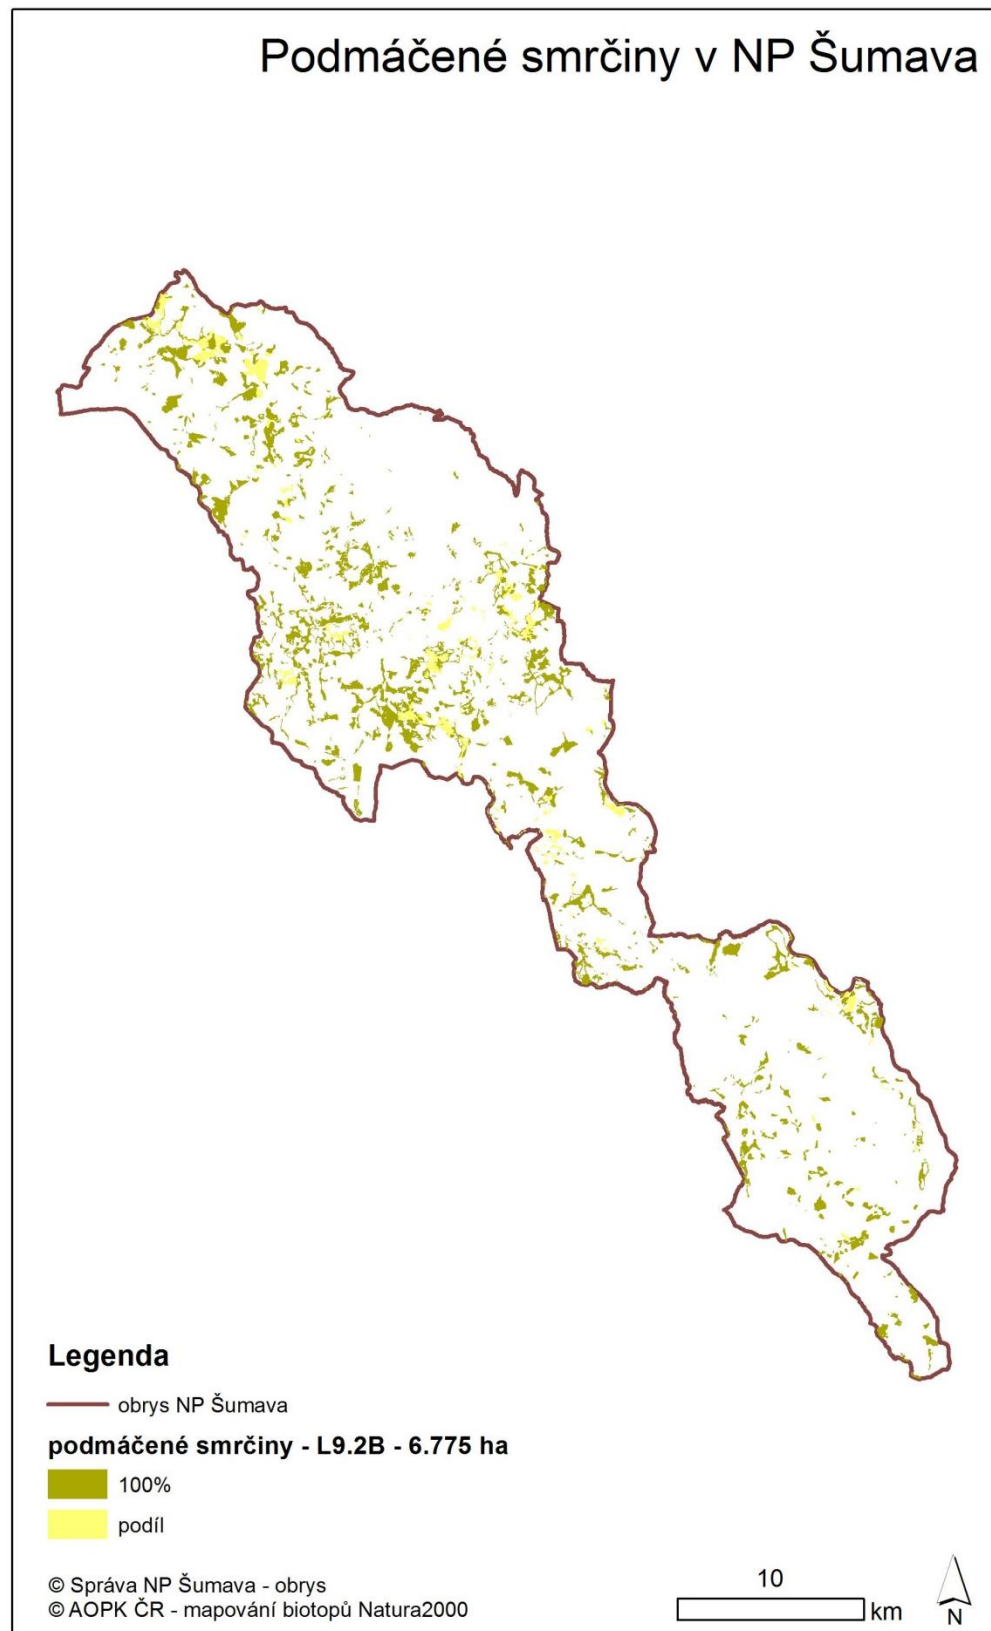 Podmáčené smrčiny v NP Šumava
Legenda
obrys NP Šumava
podmáčené smrčiny - L9.2B - 6.775 ha
100%
podíl
© Správa NP Šumava - obrys
© AOPK ČR - mapování biotopů Natura2000
10
km
N